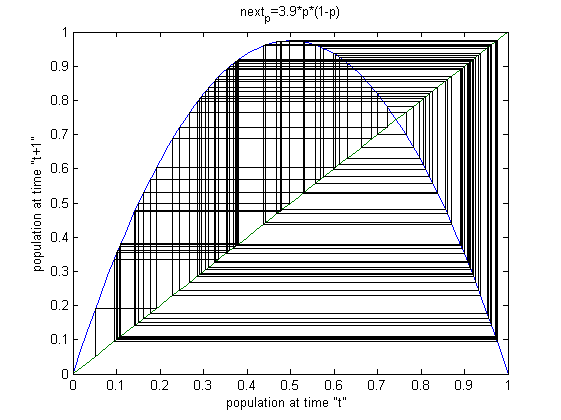 next_p=3.9*p*(1-p)
1
0.9
0.8
0.7
0.6
0.5
0.4
0.3
0.2
0.1
0
population at time "t+1"
0 0.1 0.2 0.3 0.4 0.5 0.6 0.7 0.8 0.9 1
population at time "t"